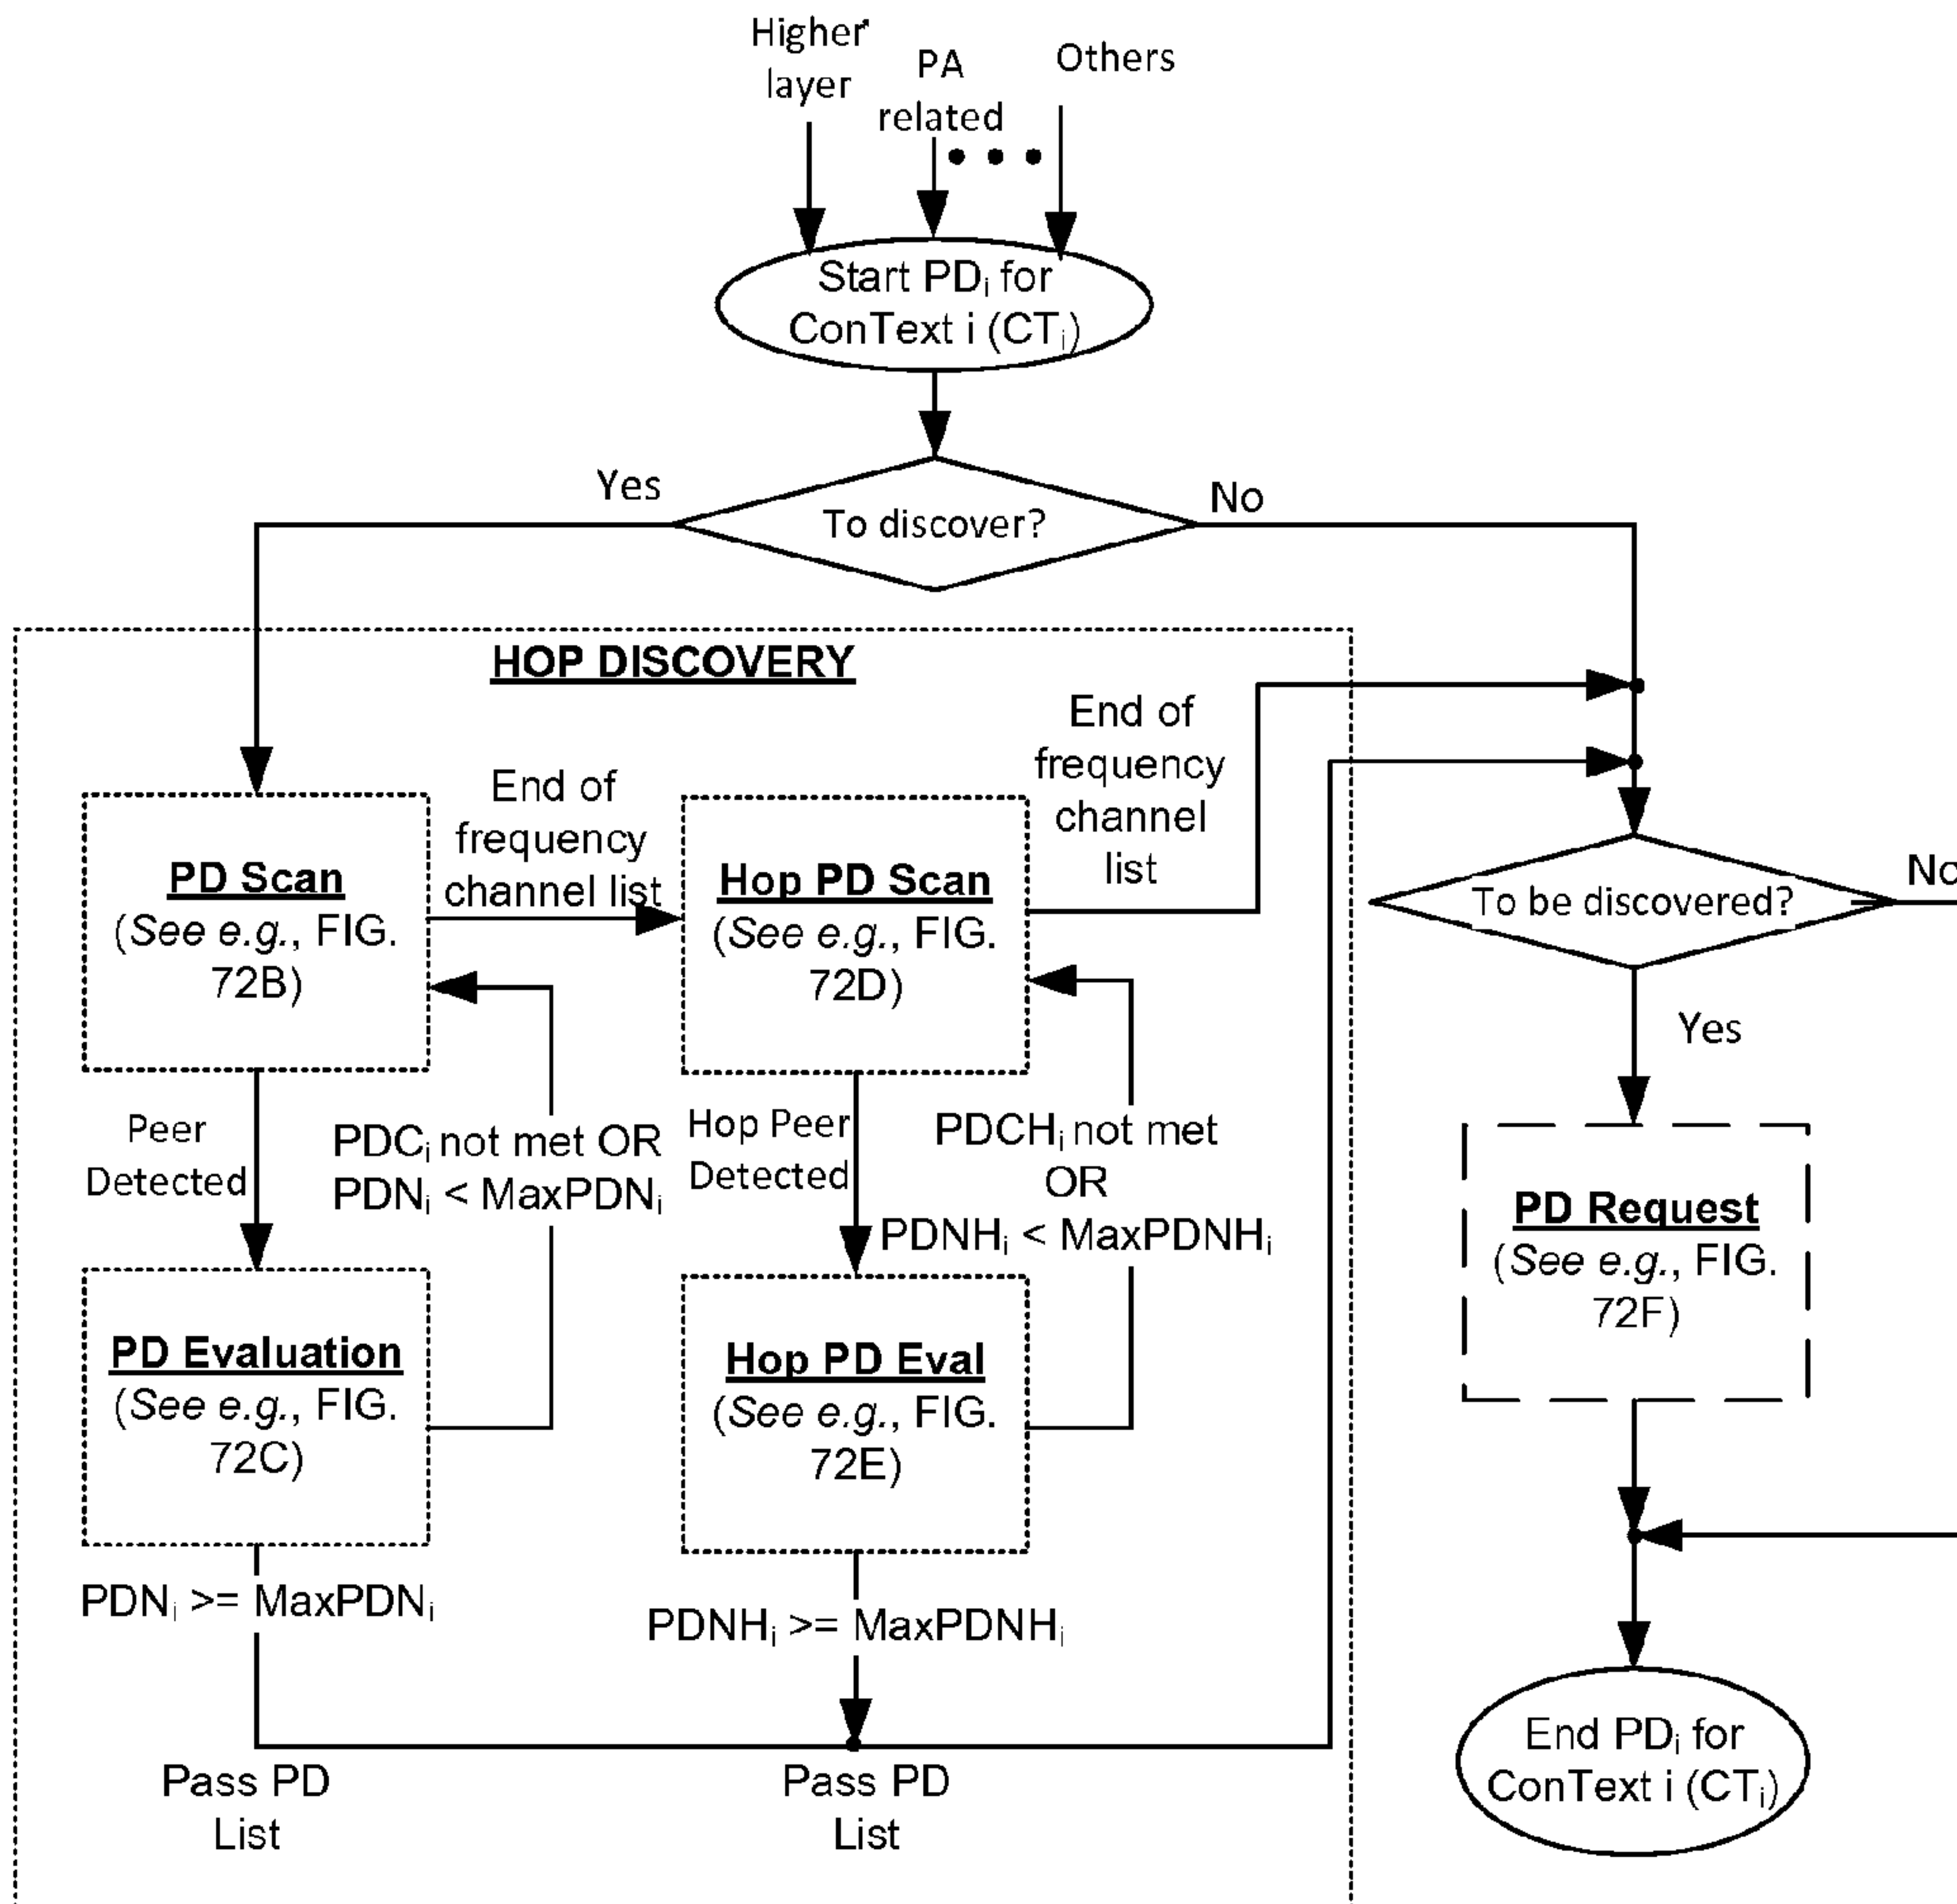 Higher
layer
PA
related
Others
Start PDᵢ for
ConText i (CTᵢ)
Yes
To discover?
No
HOP DISCOVERY
End of
frequency
channel list
End of
frequency
channel
list
PD Scan
(See e.g., FIG.
72B)
Hop PD Scan
(See e.g., FIG.
72D)
To be discovered?
No
Yes
Peer
Detected
PDCᵢ not met OR
PDNᵢ < MaxPDNᵢ
Hop Peer
Detected
PDCHᵢ not met
OR
PDNHᵢ < MaxPDNHᵢ
PD Request
(See e.g., FIG.
72F)
PD Evaluation
(See e.g., FIG.
72C)
Hop PD Eval
(See e.g., FIG.
72E)
PDNᵢ >= MaxPDNᵢ
PDNHᵢ >= MaxPDNHᵢ
Pass PD
List
Pass PD
List
End PDᵢ for
ConText i (CTᵢ)